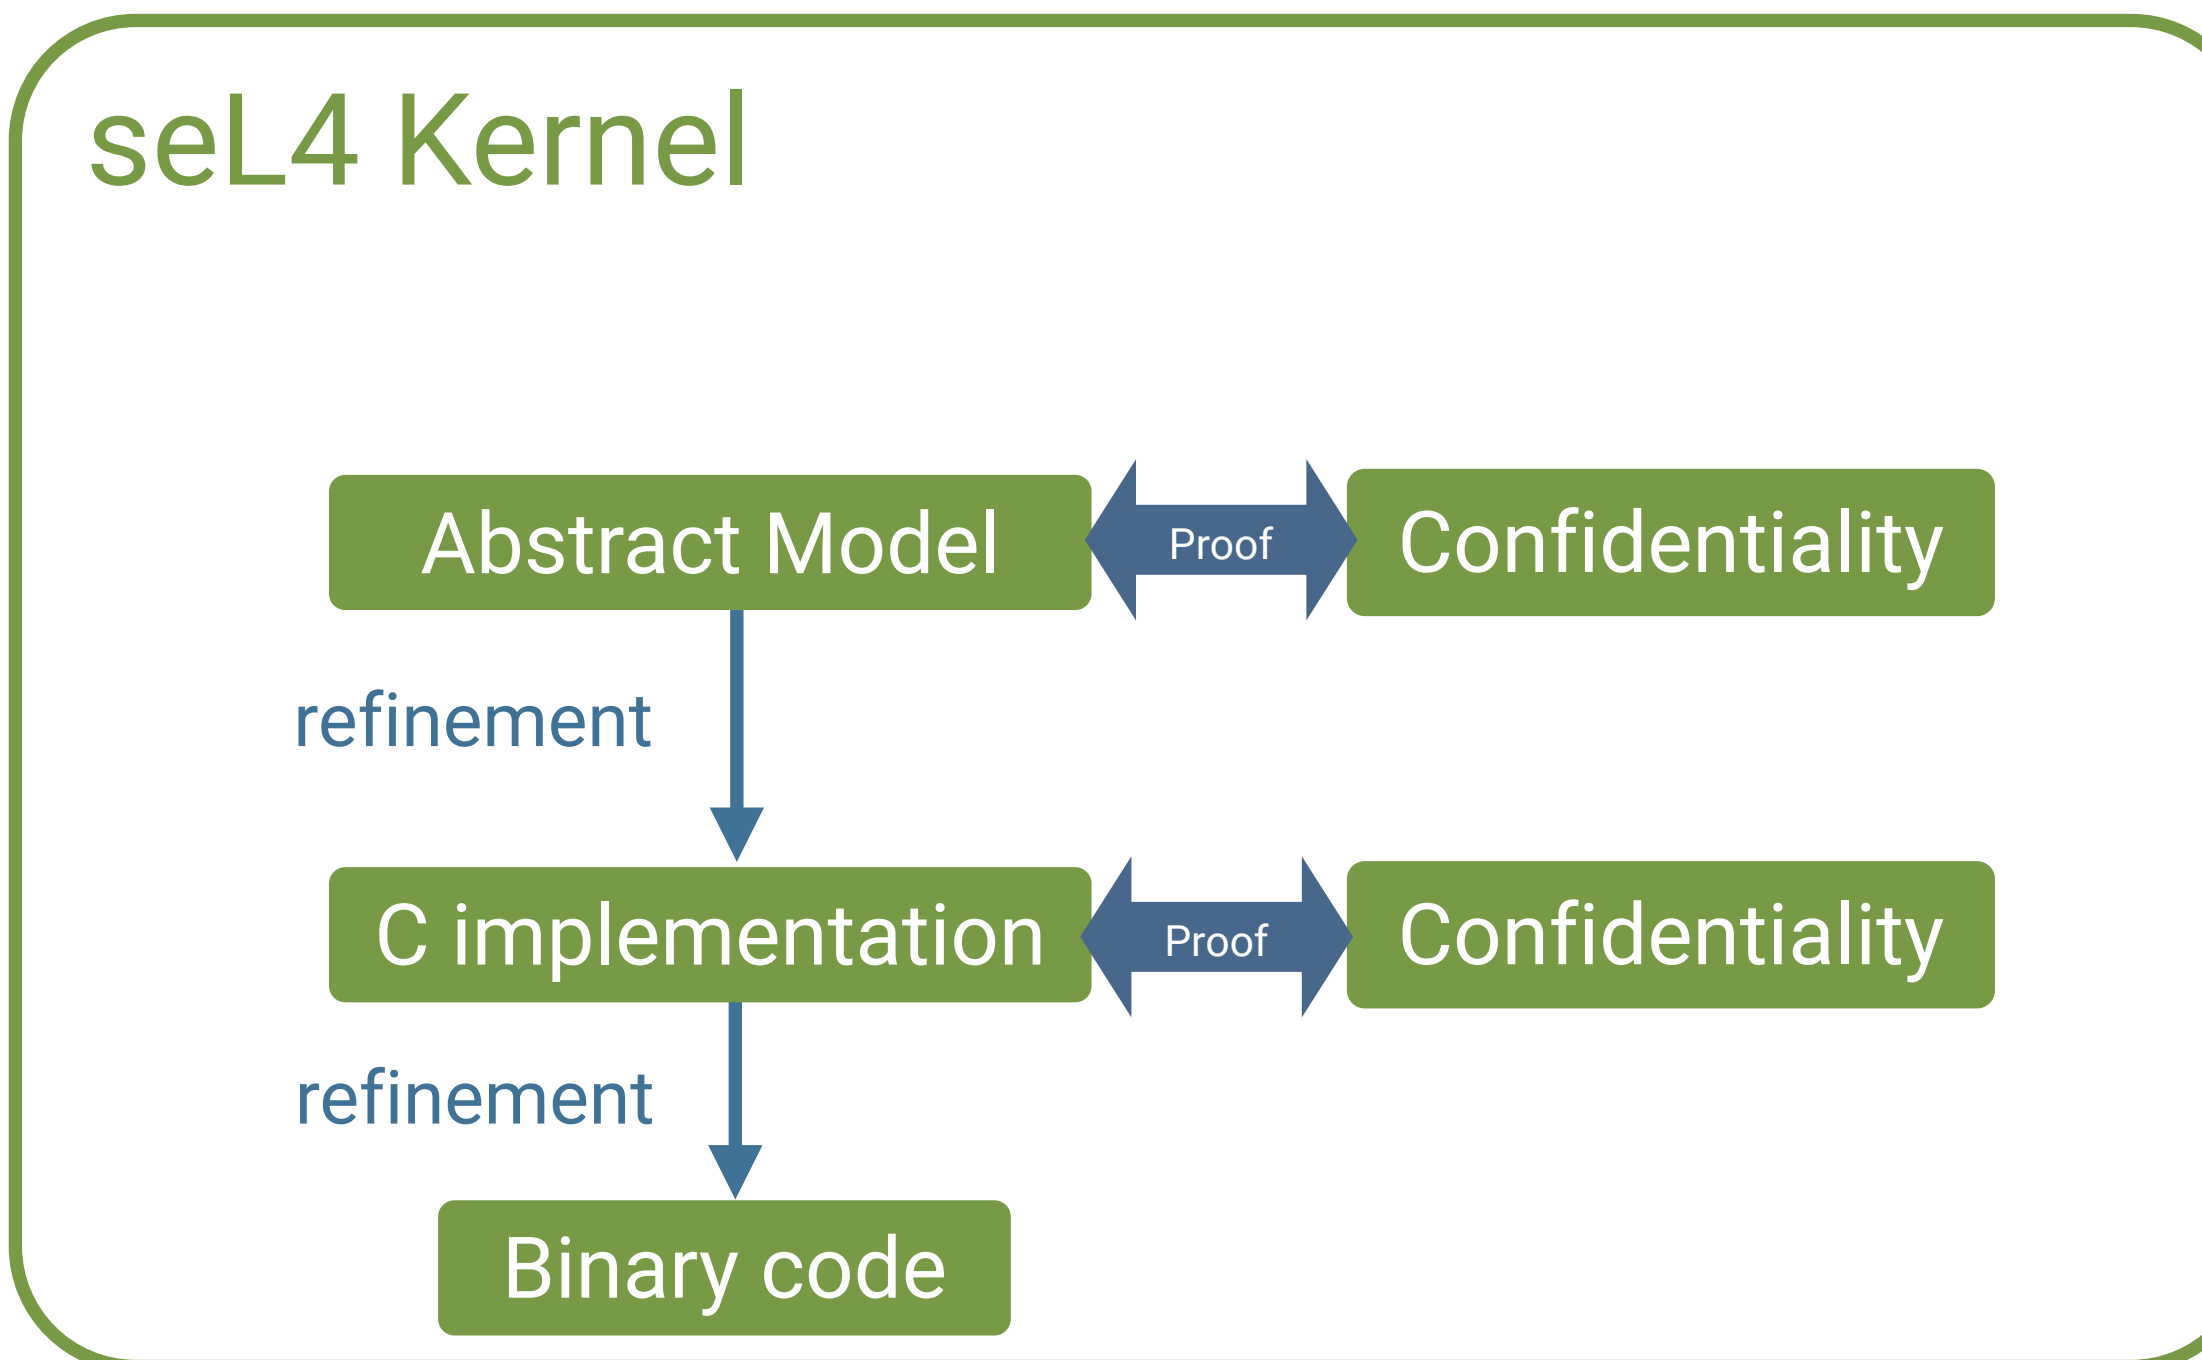 seL4 Kernel
Abstract Model
Proof
Confidentiality
refinement
C implementation
Proof
Confidentiality
refinement
Binary code